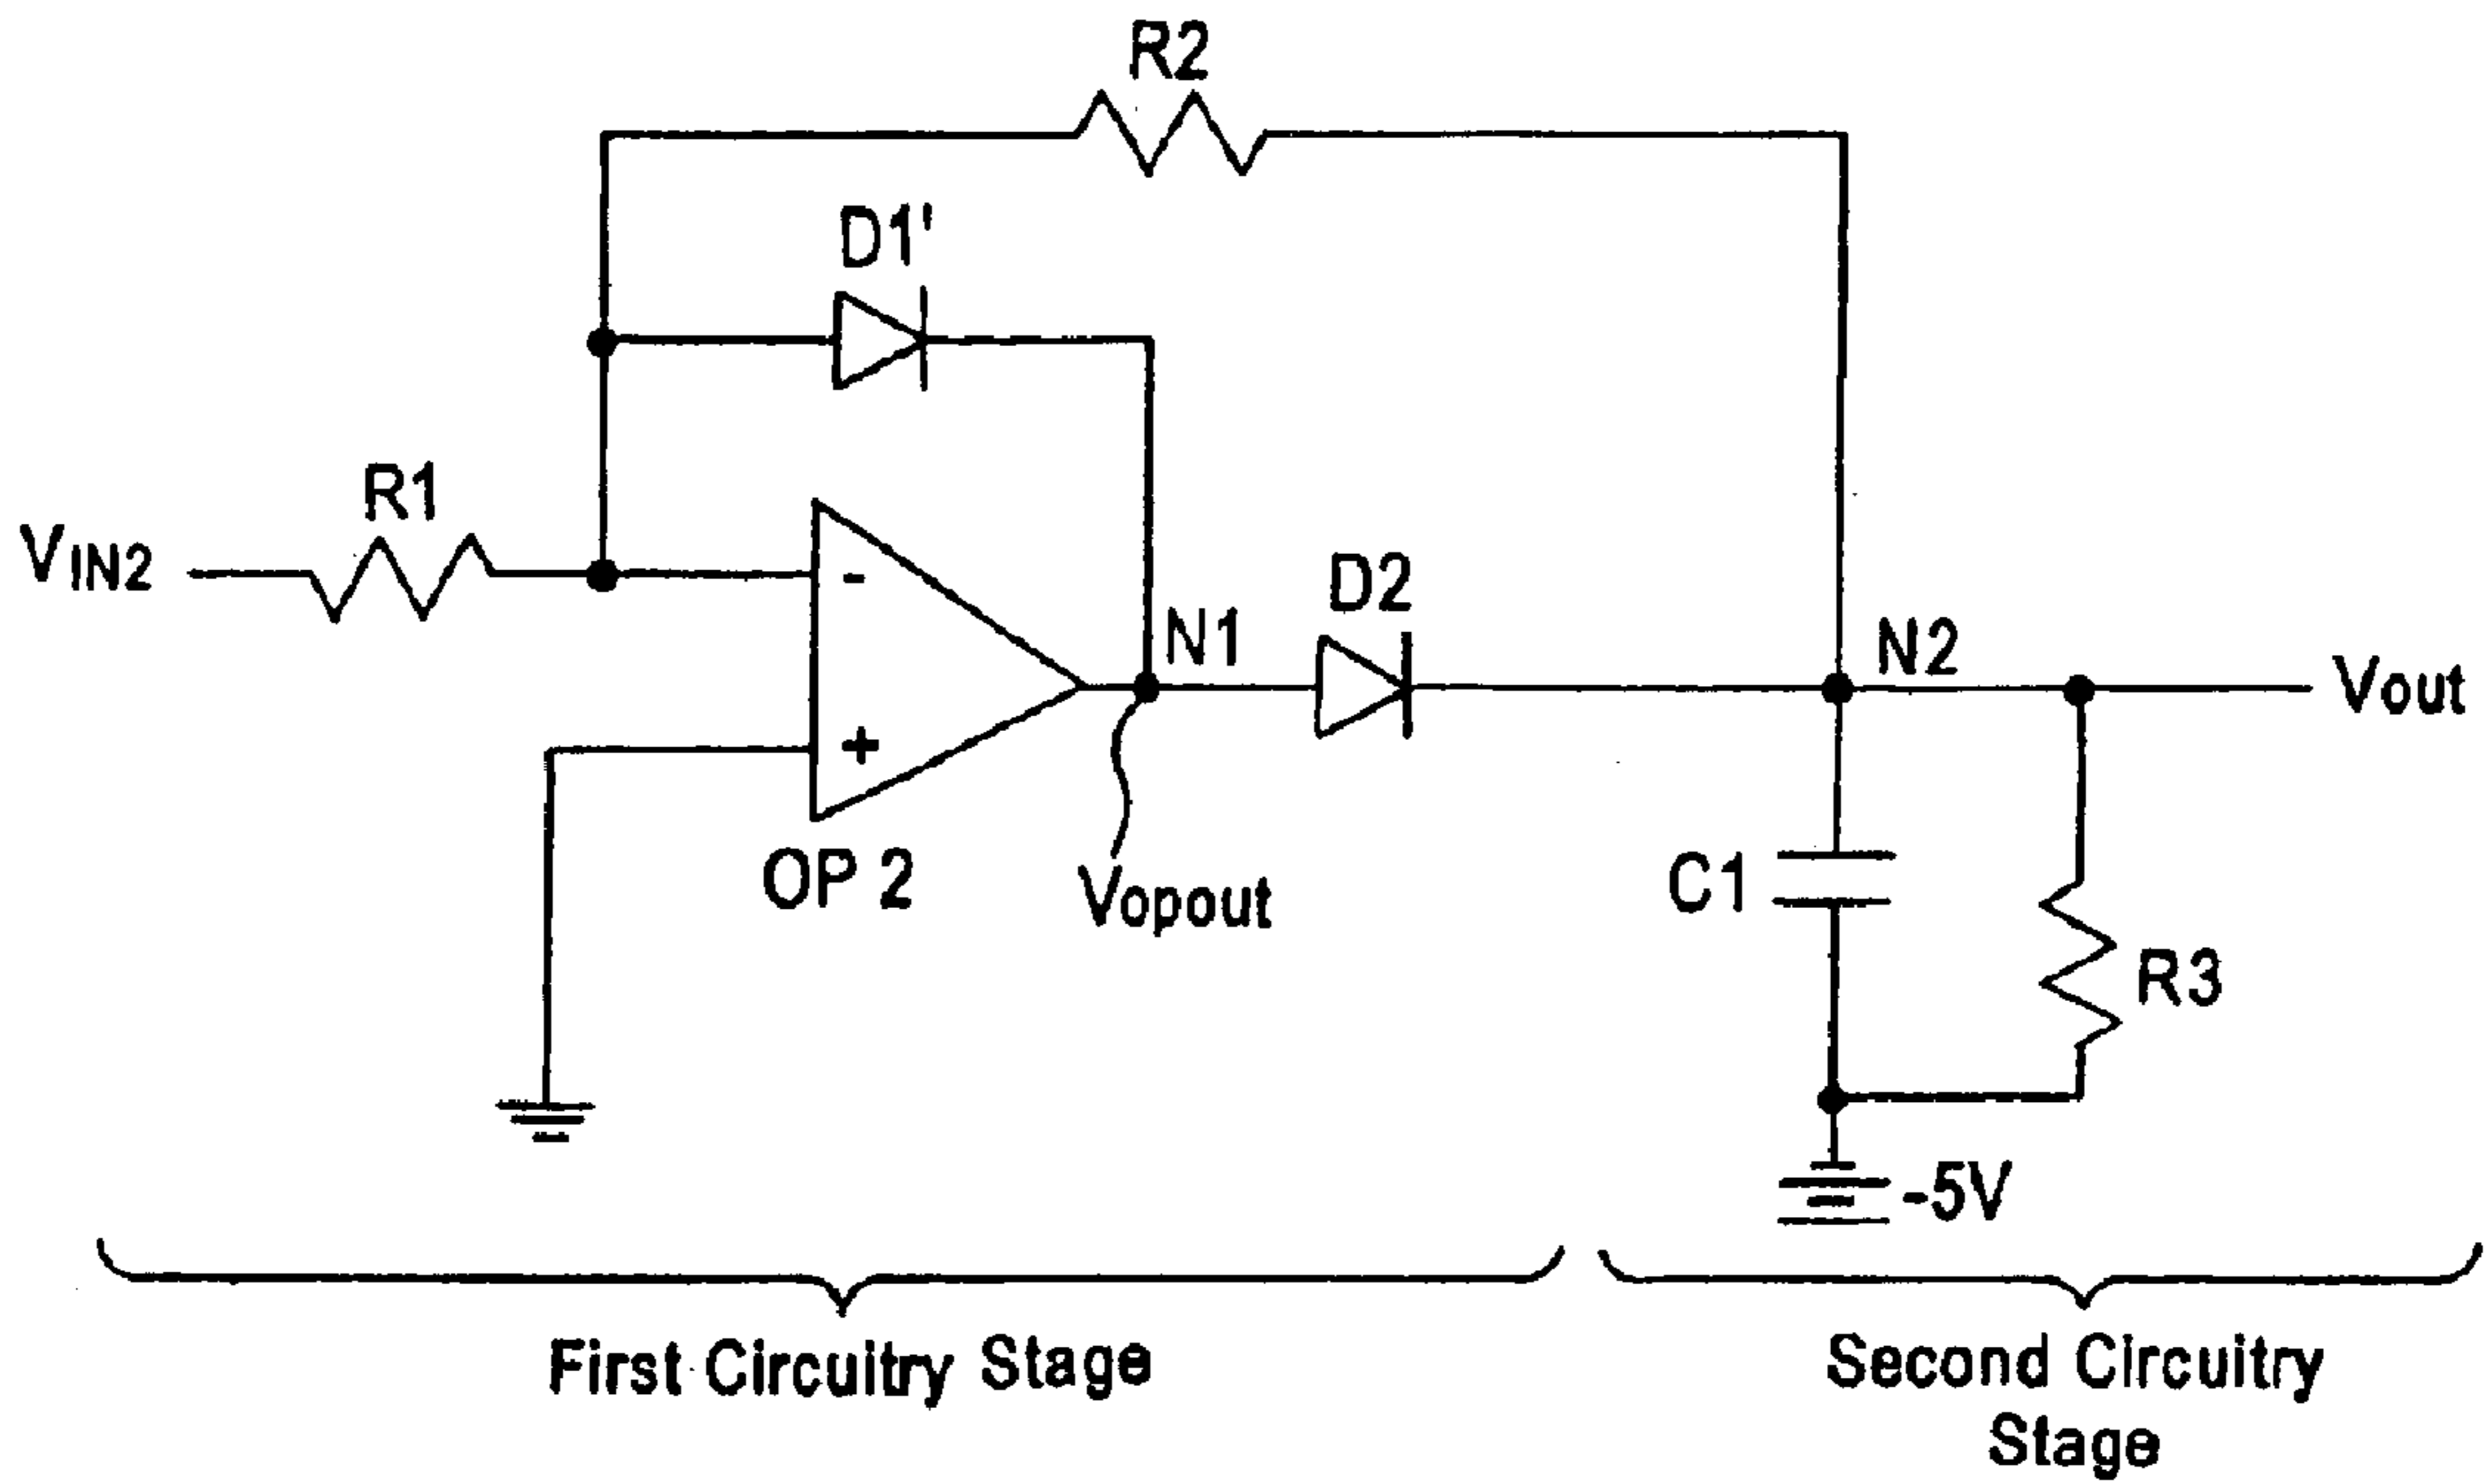 R2
D1'
R1
VIN2
-
D2
N1
N2
Vout
+
OP 2
Vopout
C1
R3
-5V
First Circuitry Stage
Second Circuitry
Stage